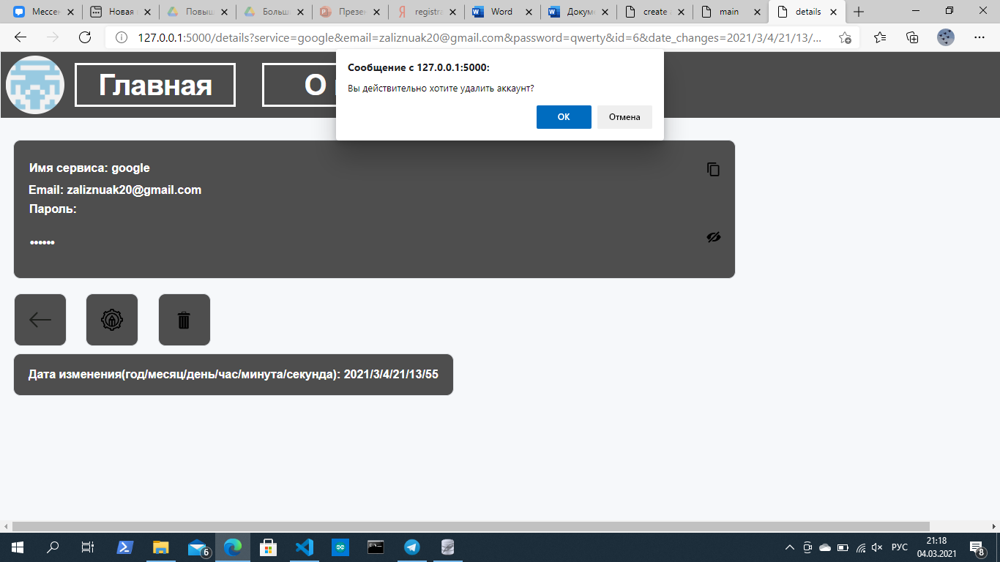 Мессен
Новая
Повыш
Больш
Презен
registra
Word
Докум
create
main
details
127.0.0.1:5000/details?service=google&email=zaliznuak20@gmail.com&password=qwerty&id=6&date_changes=2021/3/4/21/13/...
Главная
О
Сообщение с 127.0.0.1:5000:
Вы действительно хотите удалить аккаунт?
ОК
Отмена
Имя сервиса: google
Email: zaliznuak20@gmail.com
Пароль:
••••••
Дата изменения(год/месяц/день/час/минута/секунда): 2021/3/4/21/13/55
6
РУС
21:18
04.03.2021
8